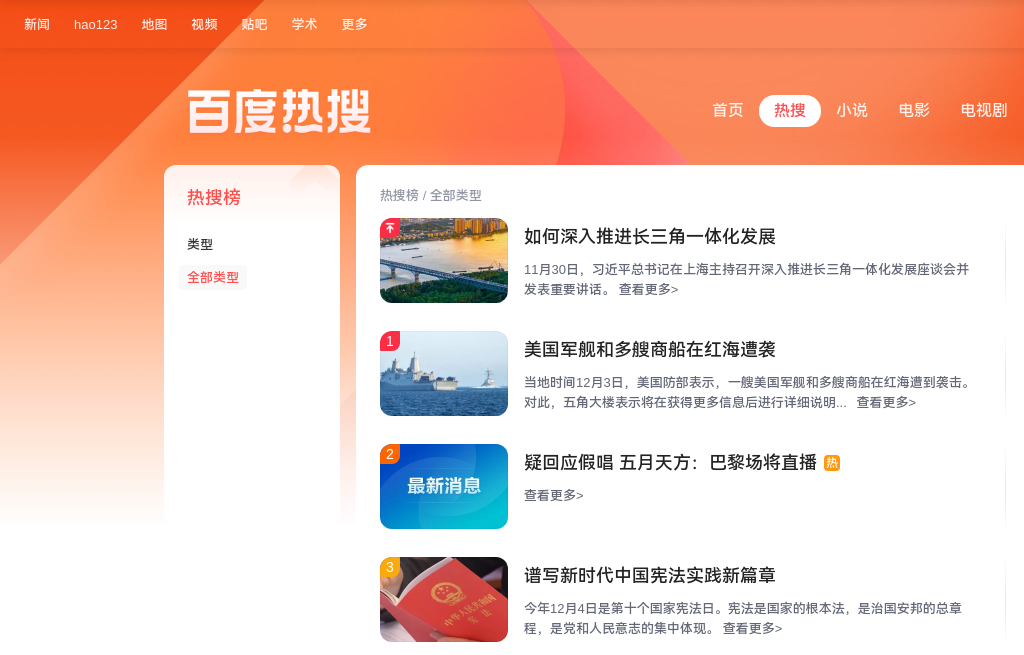 新闻 hao123 地图 视频 贴吧 学术 更多
百度热搜
首页 热搜 小说 电影 电视剧
热搜榜
类型
全部类型
热搜榜 / 全部类型
如何深入推进长三角一体化发展
11月30日，习近平总书记在上海主持召开深入推进长三角一体化发展座谈会并
发表重要讲话。 查看更多>
1
美国军舰和多艘商船在红海遭袭
当地时间12月3日，美国防部表示，一艘美国军舰和多艘商船在红海遭到袭击。
对此，五角大楼表示将在获得更多信息后进行详细说明... 查看更多>
2
最新消息
疑回应假唱 五月天方：巴黎场将直播 热
查看更多>
3
中华人民共和国
宪法
谱写新时代中国宪法实践新篇章
今年12月4日是第十个国家宪法日。宪法是国家的根本法，是治国安邦的总章
程，是党和人民意志的集中体现。 查看更多>